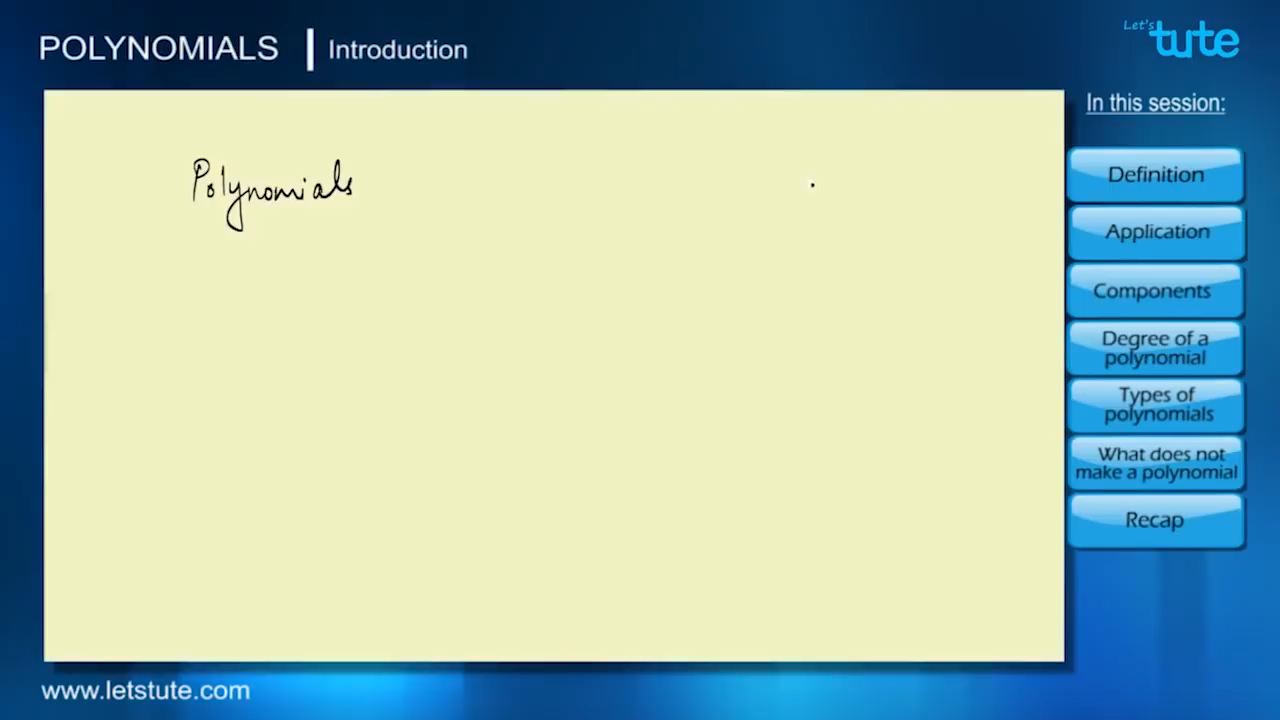 POLYNOMIALS | Introduction
Let's tute
In this session:
Polynomials
Definition
Application
Components
Degree of a
polynomial
Types of
polynomials
What does not
make a polynomial
Recap
www.letstute.com